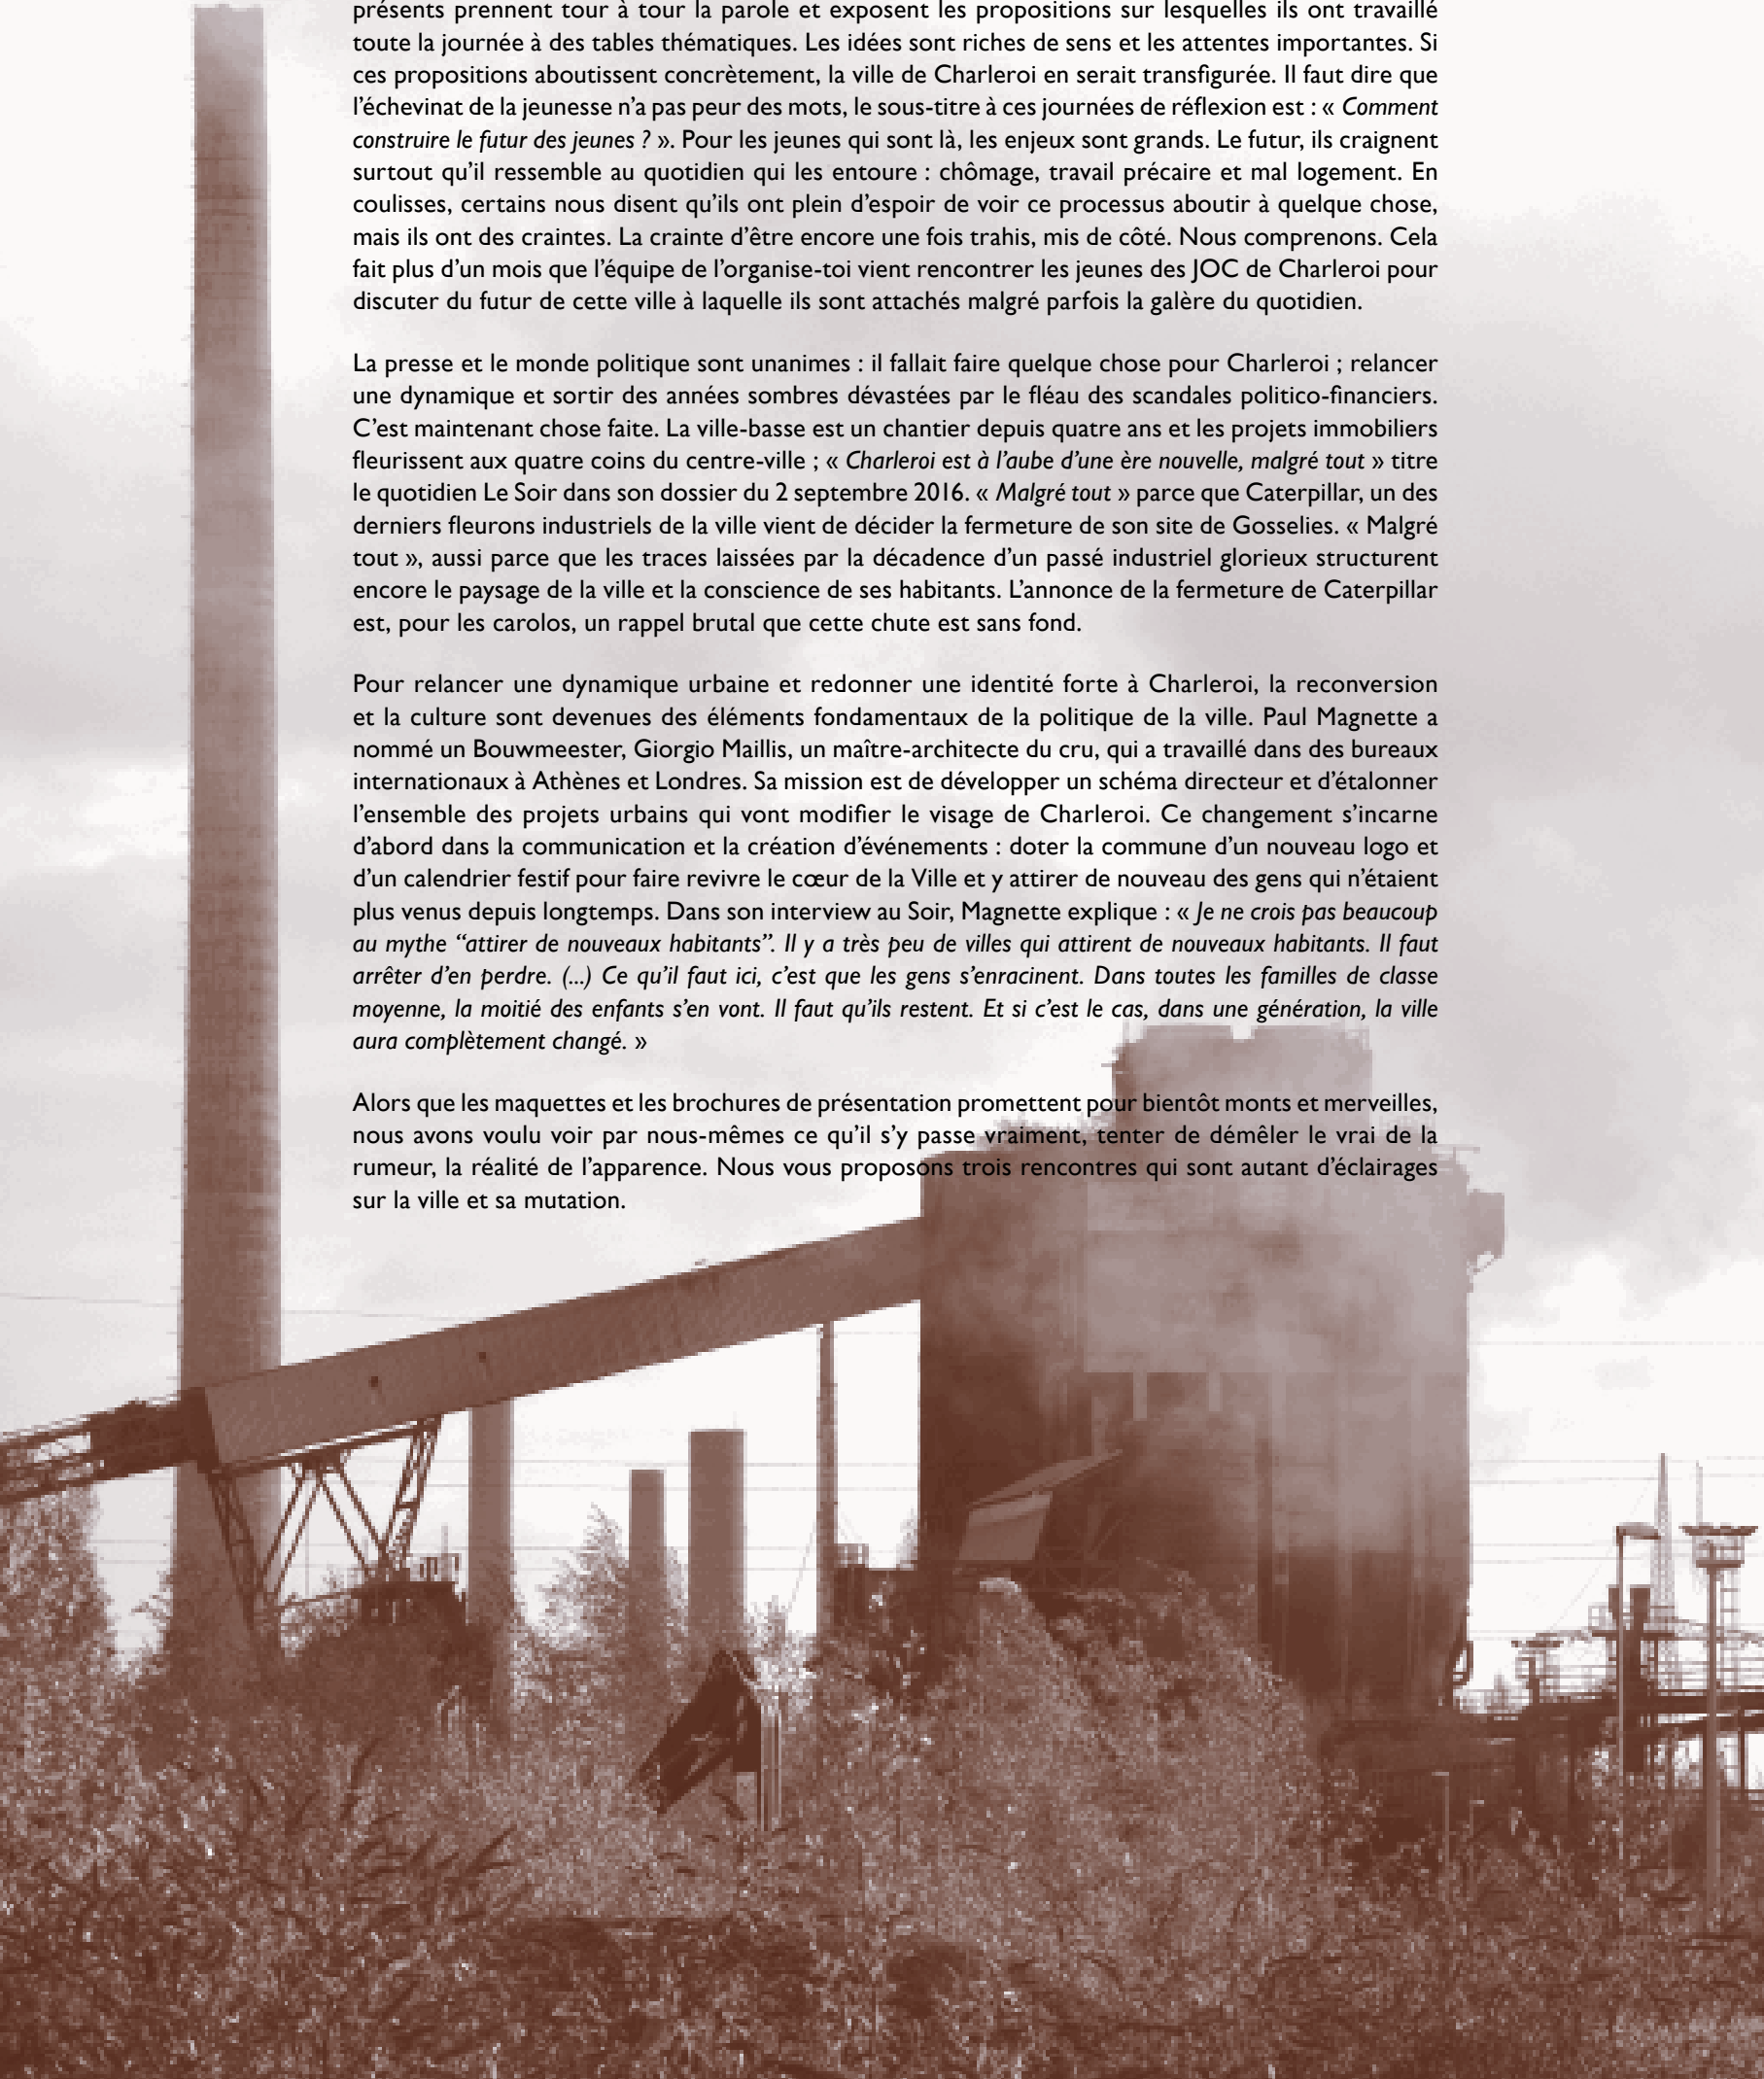 présents prennent tour à tour la parole et exposent les propositions sur lesquelles ils ont travaillé
toute la journée à des tables thématiques. Les idées sont riches de sens et les attentes importantes. Si
ces propositions aboutissent concrètement, la ville de Charleroi en serait transfigurée. Il faut dire que
l’échevinat de la jeunesse n’a pas peur des mots, le sous-titre à ces journées de réflexion est : « Comment
construire le futur des jeunes ? ». Pour les jeunes qui sont là, les enjeux sont grands. Le futur, ils craignent
surtout qu’il ressemble au quotidien qui les entoure : chômage, travail précaire et mal logement. En
coulisses, certains nous disent qu’ils ont plein d’espoir de voir ce processus aboutir à quelque chose,
mais ils ont des craintes. La crainte d’être encore une fois trahis, mis de côté. Nous comprenons. Cela
fait plus d’un mois que l’équipe de l’organise-toi vient rencontrer les jeunes des JOC de Charleroi pour
discuter du futur de cette ville à laquelle ils sont attachés malgré parfois la galère du quotidien.
La presse et le monde politique sont unanimes : il fallait faire quelque chose pour Charleroi ; relancer
une dynamique et sortir des années sombres dévastées par le fléau des scandales politico-financiers.
C’est maintenant chose faite. La ville-basse est un chantier depuis quatre ans et les projets immobiliers
fleurissent aux quatre coins du centre-ville ; « Charleroi est à l’aube d’une ère nouvelle, malgré tout » titre
le quotidien Le Soir dans son dossier du 2 septembre 2016. « Malgré tout » parce que Caterpillar, un des
derniers fleurons industriels de la ville vient de décider la fermeture de son site de Gosselies. « Malgré
tout », aussi parce que les traces laissées par la décadence d’un passé industriel glorieux structurent
encore le paysage de la ville et la conscience de ses habitants. L’annonce de la fermeture de Caterpillar
est, pour les carolos, un rappel brutal que cette chute est sans fond.
Pour relancer une dynamique urbaine et redonner une identité forte à Charleroi, la reconversion
et la culture sont devenues des éléments fondamentaux de la politique de la ville. Paul Magnette a
nommé un Bouwmeester, Giorgio Maillis, un maître-architecte du cru, qui a travaillé dans des bureaux
internationaux à Athènes et Londres. Sa mission est de développer un schéma directeur et d’étalonner
l’ensemble des projets urbains qui vont modifier le visage de Charleroi. Ce changement s’incarne
d’abord dans la communication et la création d’événements : doter la commune d’un nouveau logo et
d’un calendrier festif pour faire revivre le cœur de la Ville et y attirer de nouveau des gens qui n’étaient
plus venus depuis longtemps. Dans son interview au Soir, Magnette explique : « Je ne crois pas beaucoup
au mythe “attirer de nouveaux habitants”. Il y a très peu de villes qui attirent de nouveaux habitants. Il faut
arrêter d’en perdre. (...) Ce qu’il faut ici, c’est que les gens s’enracinent. Dans toutes les familles de classe
moyenne, la moitié des enfants s’en vont. Il faut qu’ils restent. Et si c’est le cas, dans une génération, la ville
aura complètement changé. »
Alors que les maquettes et les brochures de présentation promettent pour bientôt monts et merveilles,
nous avons voulu voir par nous-mêmes ce qu’il s’y passe vraiment, tenter de démêler le vrai de la
rumeur, la réalité de l’apparence. Nous vous proposons trois rencontres qui sont autant d’éclairages
sur la ville et sa mutation.